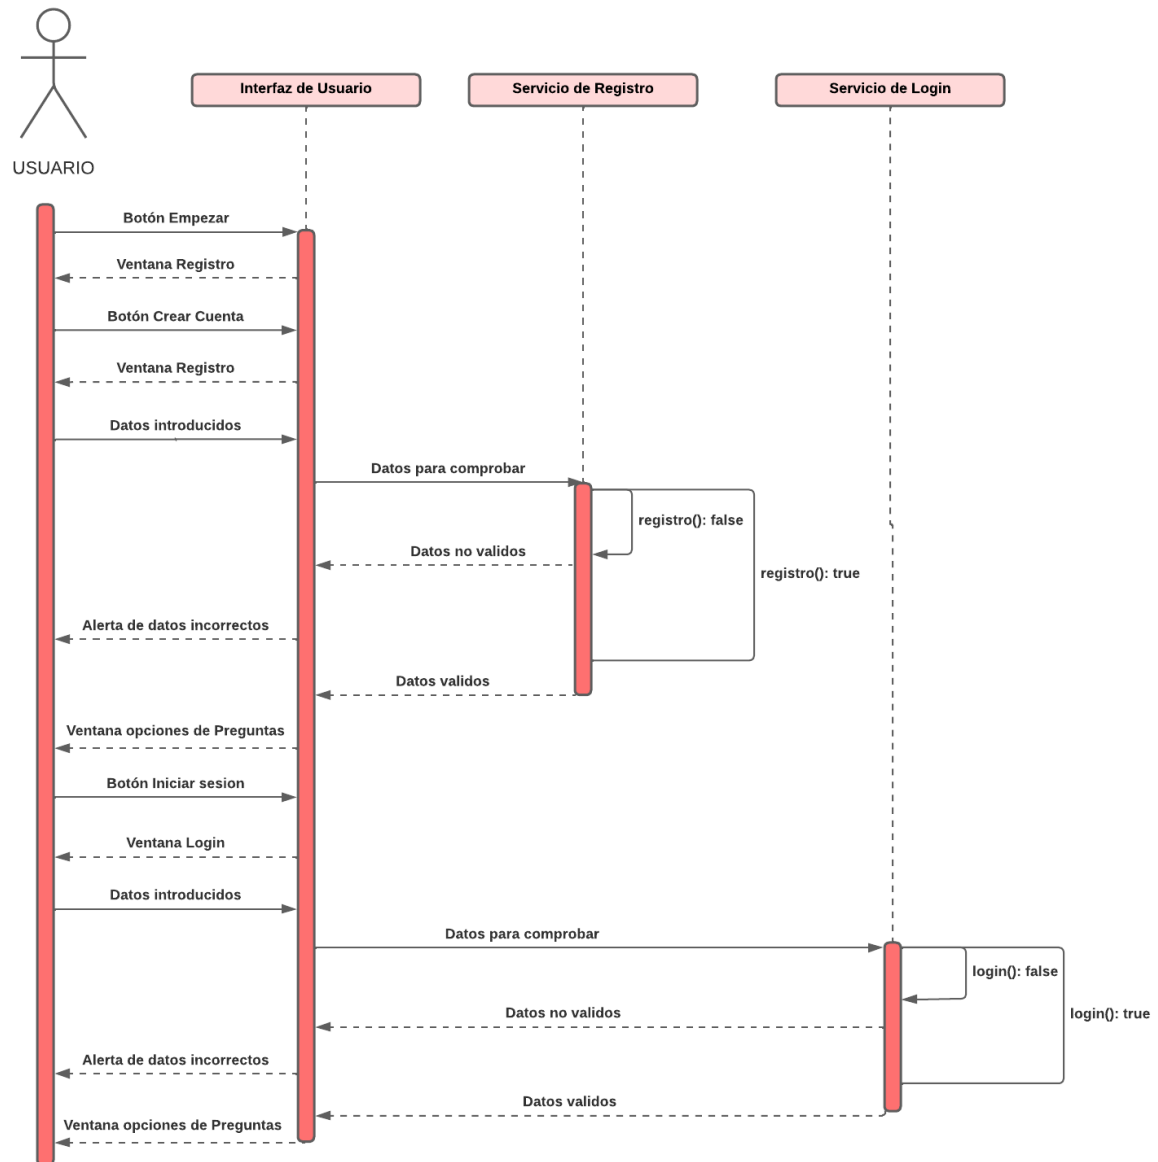 Interfaz de Usuario
Servicio de Registro
Servicio de Login
USUARIO
Botón Empezar
Ventana Registro
Botón Crear Cuenta
Ventana Registro
Datos introducidos
Datos para comprobar
registro(): false
Datos no validos
registro(): true
Alerta de datos incorrectos
Datos validos
Ventana opciones de Preguntas
Botón Iniciar sesion
Ventana Login
Datos introducidos
Datos para comprobar
login(): false
Datos no validos
login(): true
Alerta de datos incorrectos
Datos validos
Ventana opciones de Preguntas